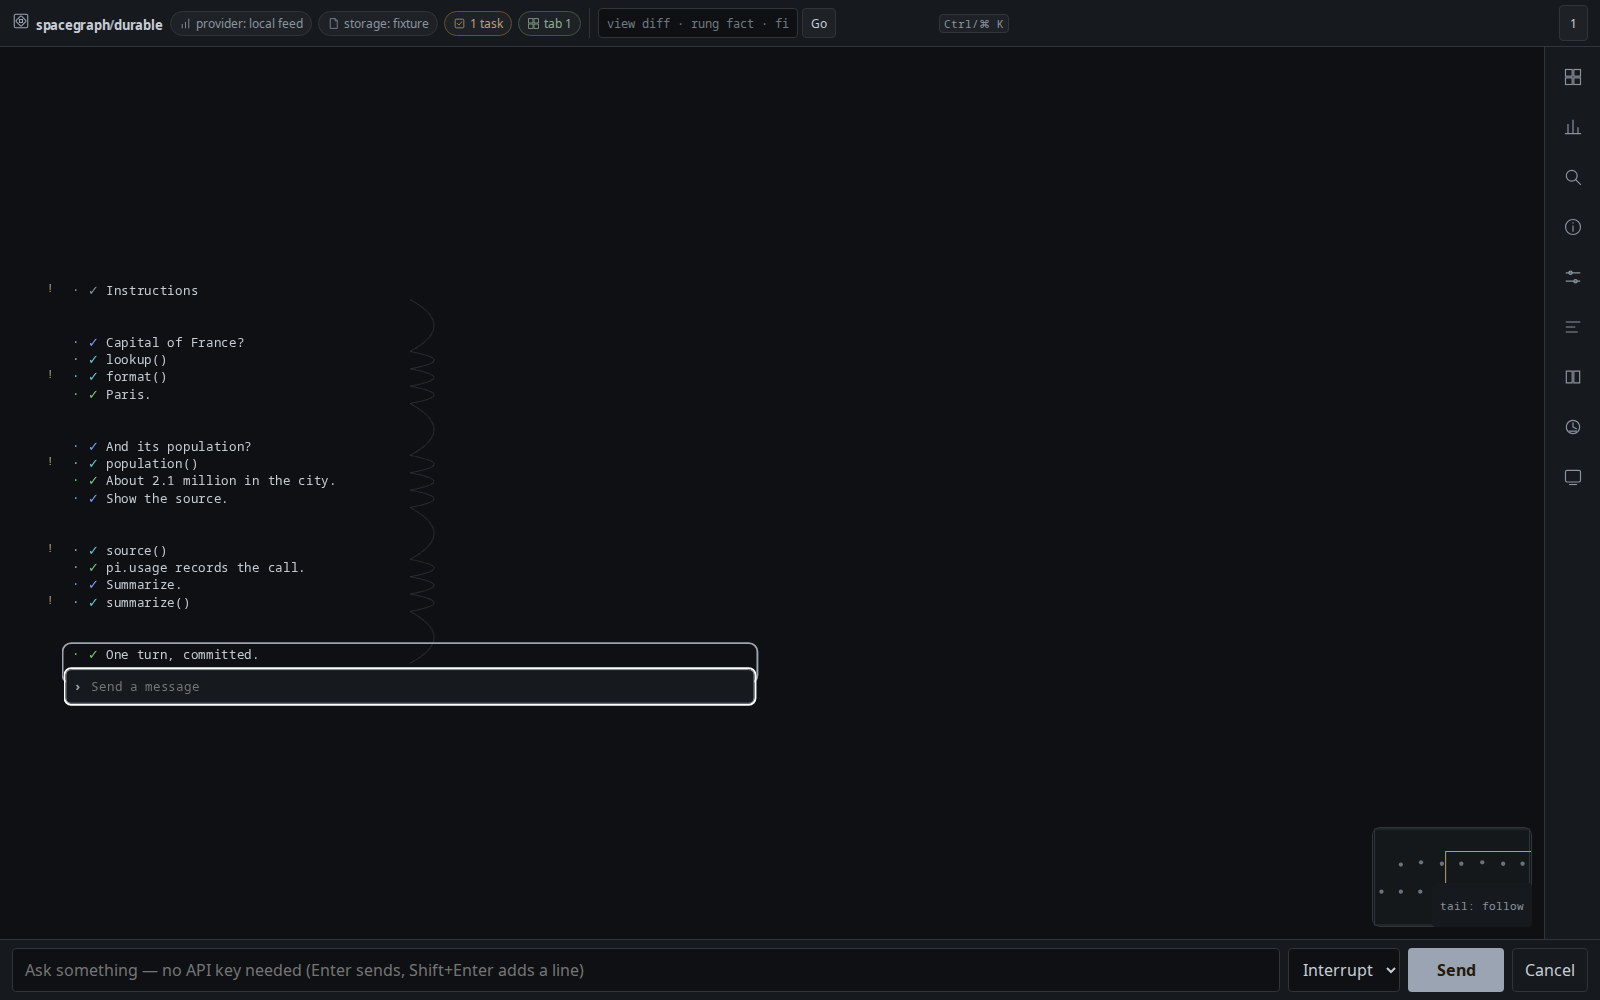 spacegraph/durable
provider: local feed
storage: fixture
1 task
tab 1
view diff · rung fact · fi
Go
Ctrl/⌘ K
1
! · ✓ Instructions
· ✓ Capital of France?
· ✓ lookup()
! · ✓ format()
· ✓ Paris.
· ✓ And its population?
! · ✓ population()
· ✓ About 2.1 million in the city.
· ✓ Show the source.
! · ✓ source()
· ✓ pi.usage records the call.
· ✓ Summarize.
! · ✓ summarize()
· ✓ One turn, committed.
› Send a message
tail: follow
Ask something — no API key needed (Enter sends, Shift+Enter adds a line)
Interrupt
Send
Cancel